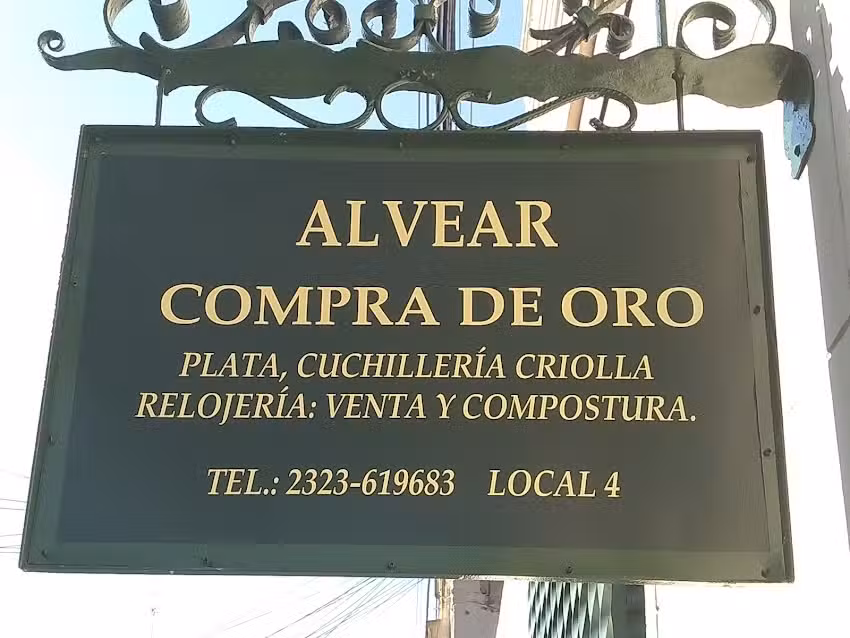 ALVEAR
COMPRA DE ORO
PLATA, CUCHILLERÍA CRIOLLA
RELOJERÍA: VENTA Y COMPOSTURA.
TEL.: 2323-619683 LOCAL 4